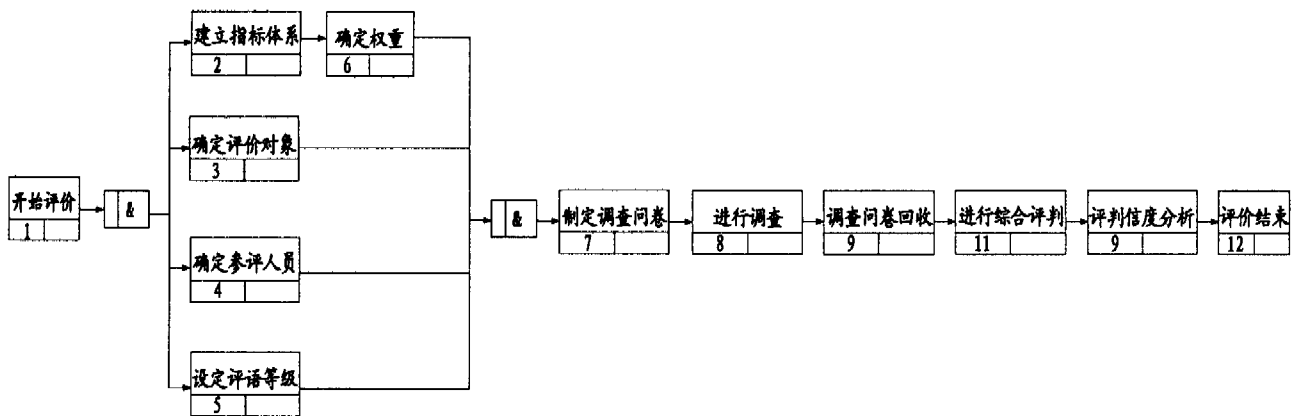 建立指标体系
2
确定权重
6
确定评价对象
3
开始评价
1
&
确定参评人员
4
设定评语等级
5
&
制定调查问卷
7
进行调查
8
调查问卷回收
9
进行综合评判
11
评判信度分析
9
评价结束
12